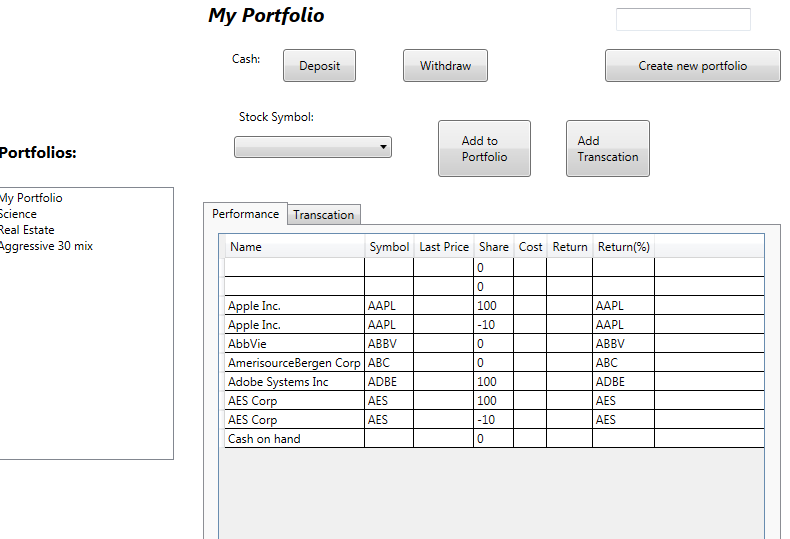 My Portfolio
Cash:
Deposit
Withdraw
Create new portfolio
Stock Symbol:
Add to
Portfolio
Add
Transcation
Portfolios:
My Portfolio
Science
Real Estate
Aggressive 30 mix
Performance Transcation
Name Symbol Last Price Share Cost Return Return(%)
0
0
Apple Inc. AAPL 100 AAPL
Apple Inc. AAPL -10 AAPL
AbbVie ABBV 0 ABBV
AmerisourceBergen Corp ABC 0 ABC
Adobe Systems Inc ADBE 100 ADBE
AES Corp AES 100 AES
AES Corp AES -10 AES
Cash on hand 0